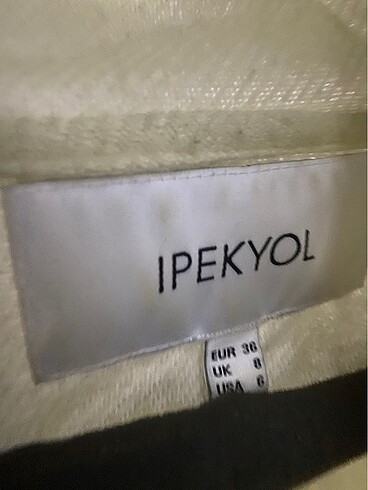 IPEKYOL
EUR 36
UK 8
USA 6